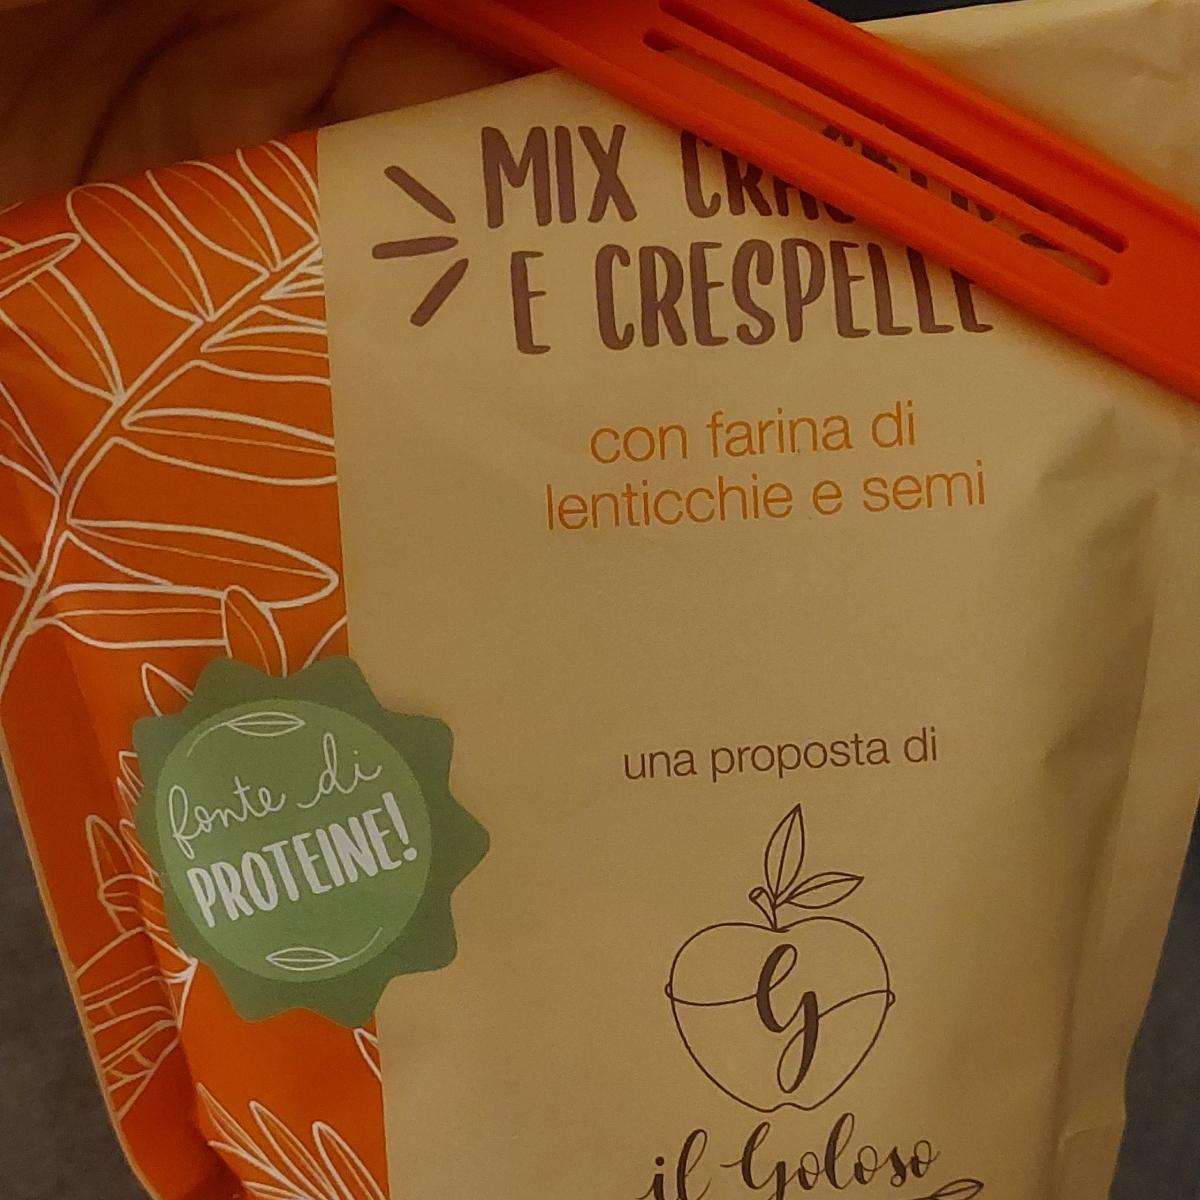 MIX
E CRESPELLE
con farina di
lenticchie e semi
fonte di
PROTEINE!
una proposta di
G
il Goloso